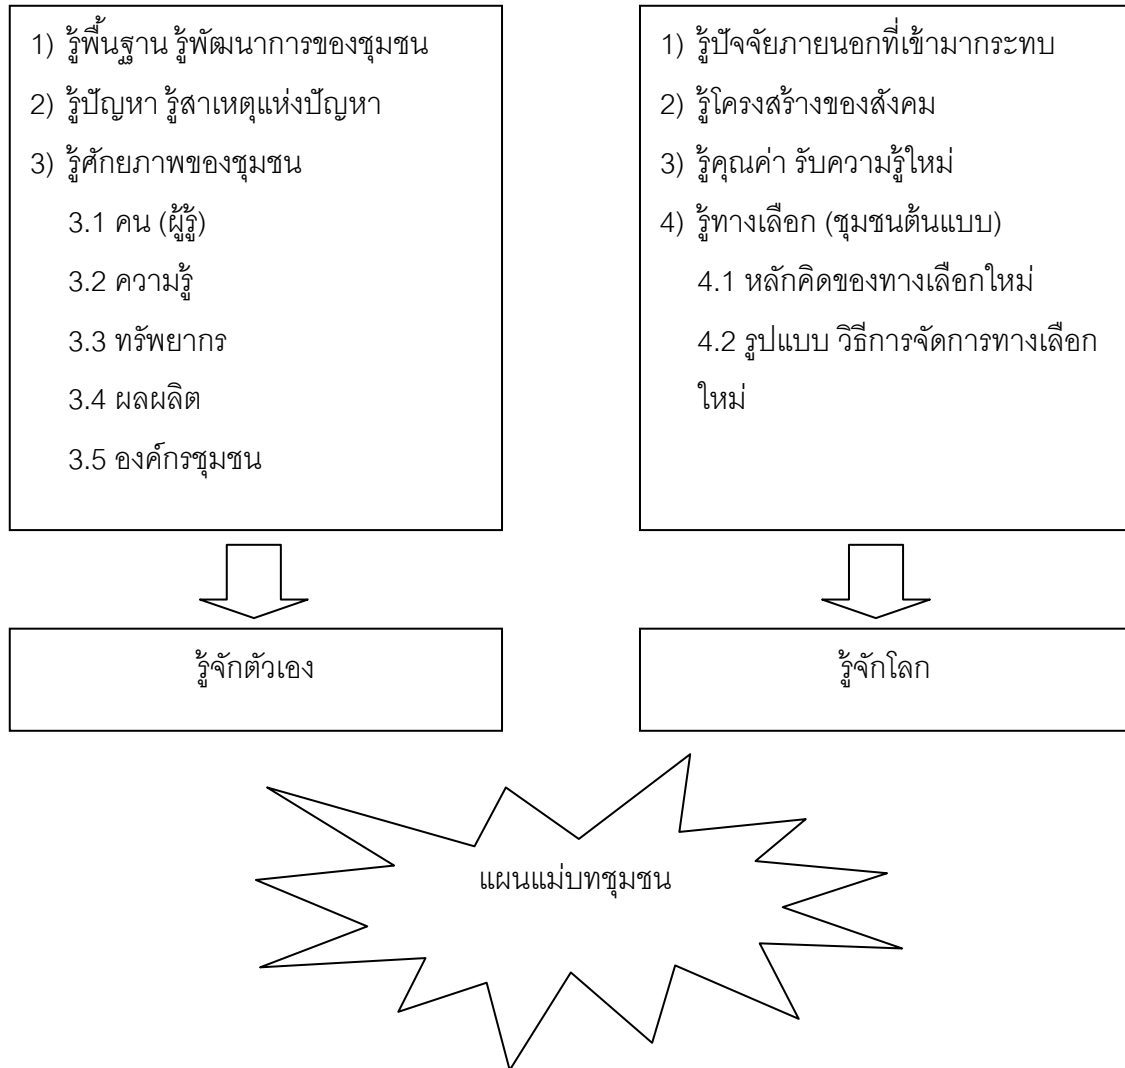 1) รู้พื้นฐาน รู้พัฒนาการของชุมชน
2) รู้ปัญหา รู้สาเหตุแห่งปัญหา
3) รู้ศักยภาพของชุมชน
3.1 คน (ผู้รู้)
3.2 ความรู้
3.3 ทรัพยากร
3.4 ผลผลิต
3.5 องค์กรชุมชน
1) รู้ปัจจัยภายนอกที่เข้ามากระทบ
2) รู้โครงสร้างของสังคม
3) รู้คุณค่า รับความรู้ใหม่
4) รู้ทางเลือก (ชุมชนต้นแบบ)
4.1 หลักคิดของทางเลือกใหม่
4.2 รูปแบบ วิธีการจัดการทางเลือก
ใหม่
รู้จักตัวเอง
รู้จักโลก
แผนแม่บทชุมชน